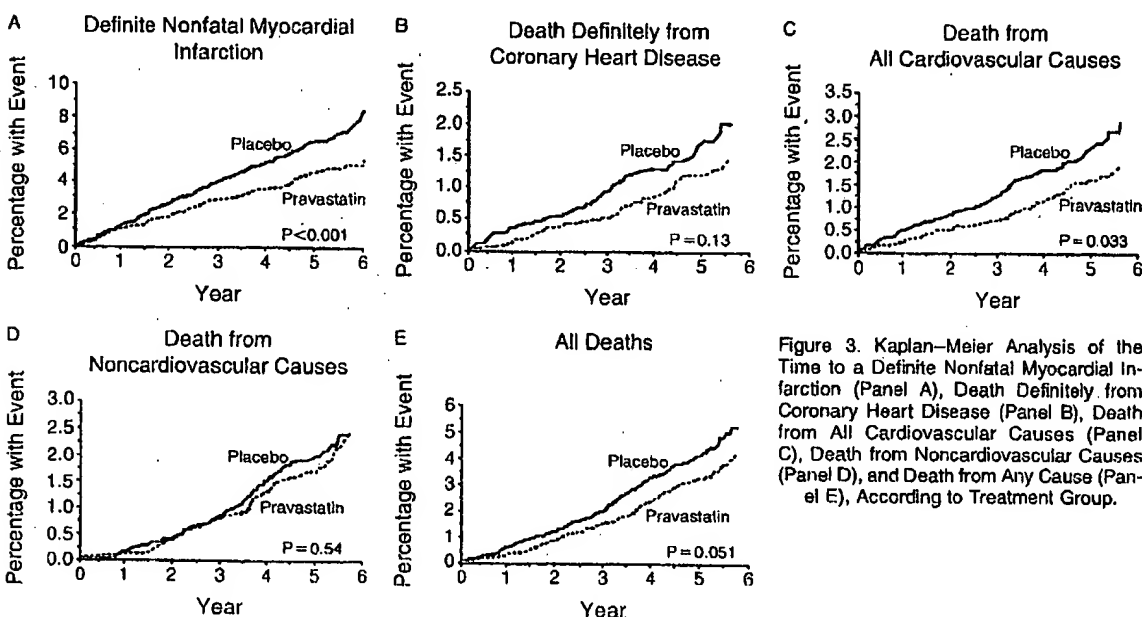 A
Definite Nonfatal Myocardial
Infarction
Percentage with Event
10
8
6
4
2
0
Placebo
Pravastatin
P<0.001
0 1 2 3 4 5 6
Year
B
Death Definitely from
Coronary Heart Disease
Percentage with Event
2.5
2.0
1.5
1.0
0.5
0.0
Placebo
Pravastatin
P=0.13
0 1 2 3 4 5 6
Year
C
Death from
All Cardiovascular Causes
Percentage with Event
3.5
3.0
2.5
2.0
1.5
1.0
0.5
0.0
Placebo
Pravastatin
P=0.033
0 1 2 3 4 5 6
Year
D
Death from
Noncardiovascular Causes
Percentage with Event
3.0
2.5
2.0
1.5
1.0
0.5
0.0
Placebo
Pravastatin
P=0.54
0 1 2 3 4 5 6
Year
E
All Deaths
Percentage with Event
6
5
4
3
2
1
0
Placebo
Pravastatin
P=0.051
0 1 2 3 4 5 6
Year
Figure 3. Kaplan–Meier Analysis of the
Time to a Definite Nonfatal Myocardial In-
farction (Panel A), Death Definitely from
Coronary Heart Disease (Panel B), Death
from All Cardiovascular Causes (Panel
C), Death from Noncardiovascular Causes
(Panel D), and Death from Any Cause (Pan-
el E), According to Treatment Group.